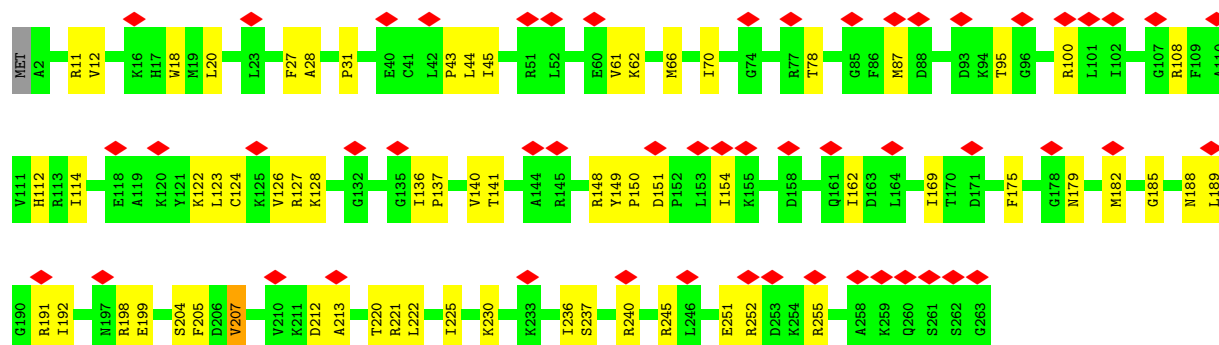 MET A2 R11 V12 K16 H17 W18 M19 L20 L23 F27 A28 P31 E40 C41 L42 P43 L44 I45 R51 L52 E60 V61 K62 M66 I70 G74 R77 T78 G85 F86 M87 D88 D93 K94 T95 G96 R100 L101 I102 G107 R108 F109 A110
V111 H112 R113 I114 E118 A119 K120 Y121 K122 L123 C124 K125 V126 R127 K128 G132 G135 I136 P137 V140 T141 A144 R145 R148 Y149 P150 D151 P152 L153 I154 K155 D158 Q161 I162 D163 L164 I169 T170 D171 F175 G178 N179 M182 G185 N188 L189
G190 R191 I192 N197 R198 E199 S204 F205 D206 V207 V210 K211 D212 A213 T220 R221 L222 I225 K230 K233 I236 S237 R240 R245 L246 E251 R252 D253 K254 R255 A258 K259 Q260 S261 S262 G263